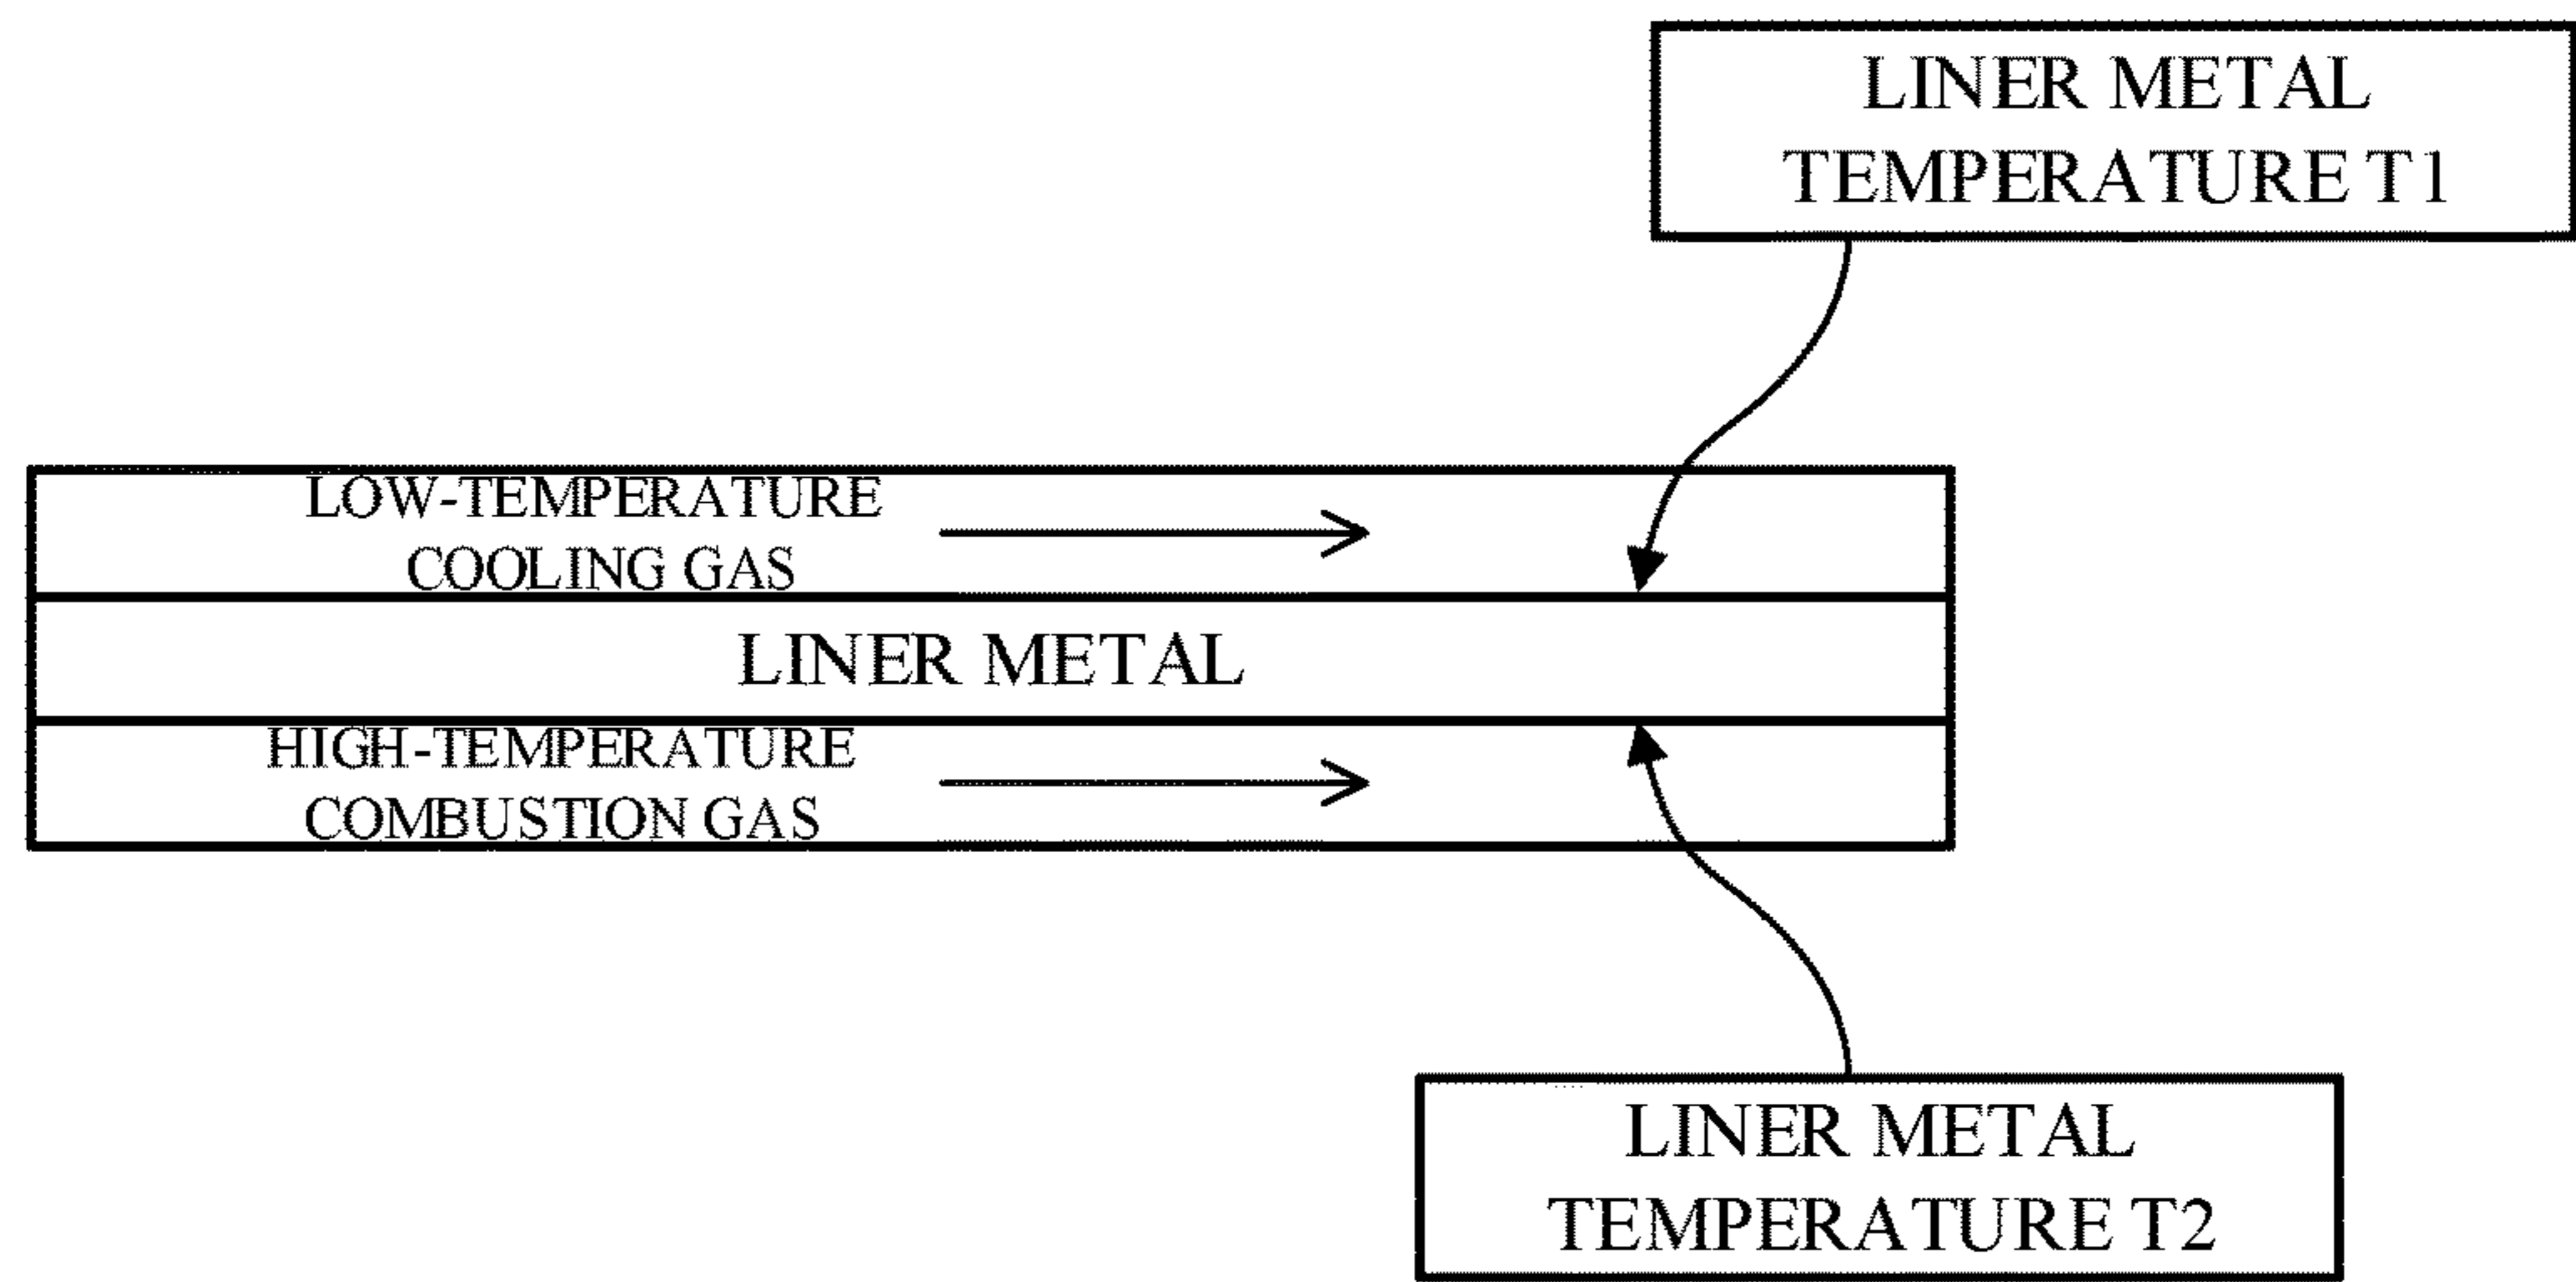 LINER METAL
TEMPERATURE T1
LOW-TEMPERATURE
COOLING GAS
LINER METAL
HIGH-TEMPERATURE
COMBUSTION GAS
LINER METAL
TEMPERATURE T2